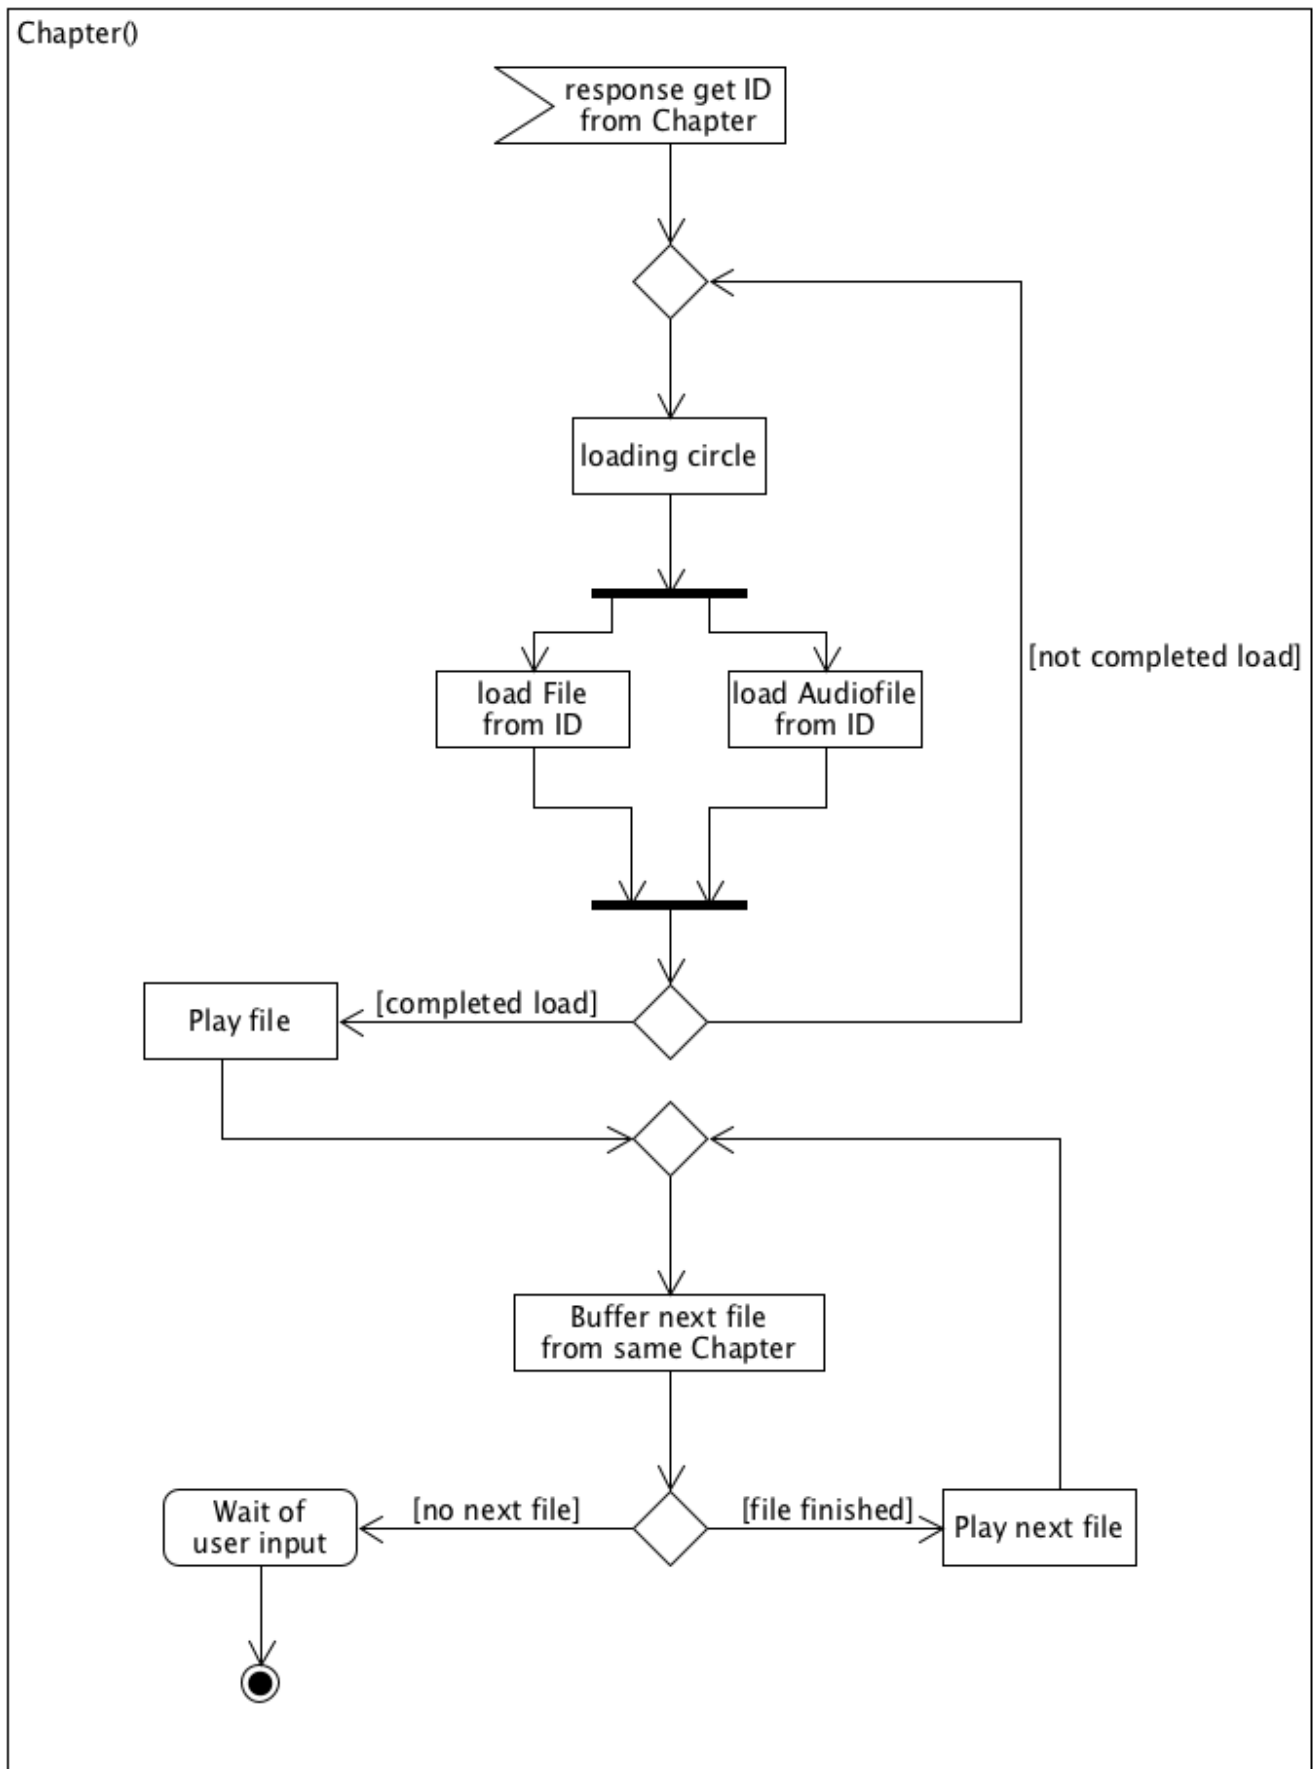 Chapter()
response get ID
from Chapter
loading circle
load File
from ID
load Audiofile
from ID
[not completed load]
[completed load]
Play file
Buffer next file
from same Chapter
Wait of
user input
[no next file]
[file finished]
Play next file